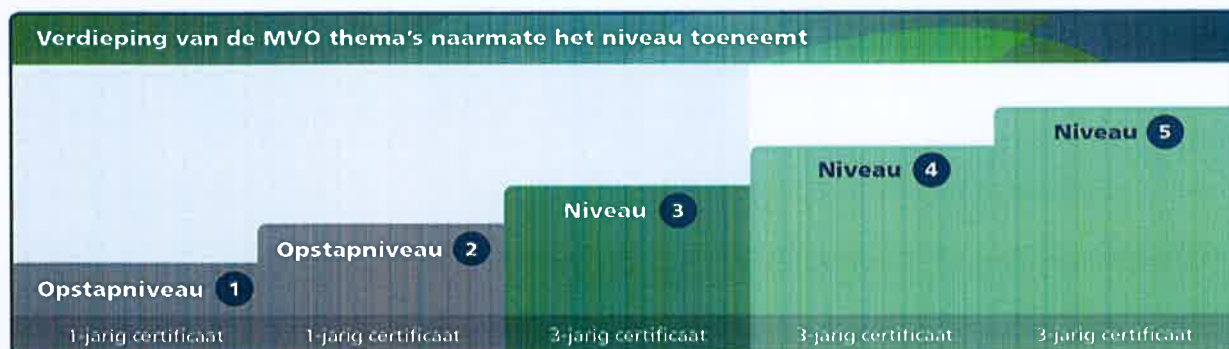 Verdieping van de MVO thema's naarmate het niveau toeneemt
Opstapniveau 1
Opstapniveau 2
Niveau 3
Niveau 4
Niveau 5
1-jarig certificaat
1-jarig certificaat
3-jarig certificaat
3-jarig certificaat
3-jarig certificaat